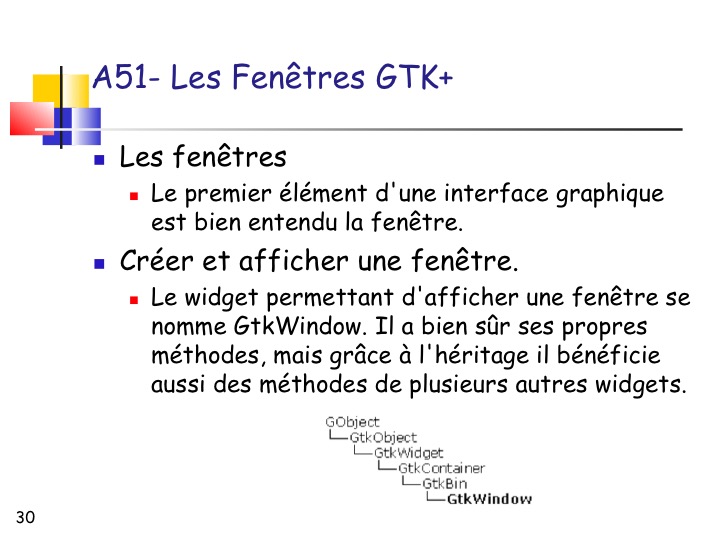 A51- Les Fenêtres GTK+
Les fenêtres
Le premier élément d'une interface graphique
est bien entendu la fenêtre.
Créer et afficher une fenêtre.
Le widget permettant d'afficher une fenêtre se
nomme GtkWindow. Il a bien sûr ses propres
méthodes, mais grâce à l'héritage il bénéficie
aussi des méthodes de plusieurs autres widgets.
GObject
GtkObject
GtkWidget
GtkContainer
GtkBin
GtkWindow
30